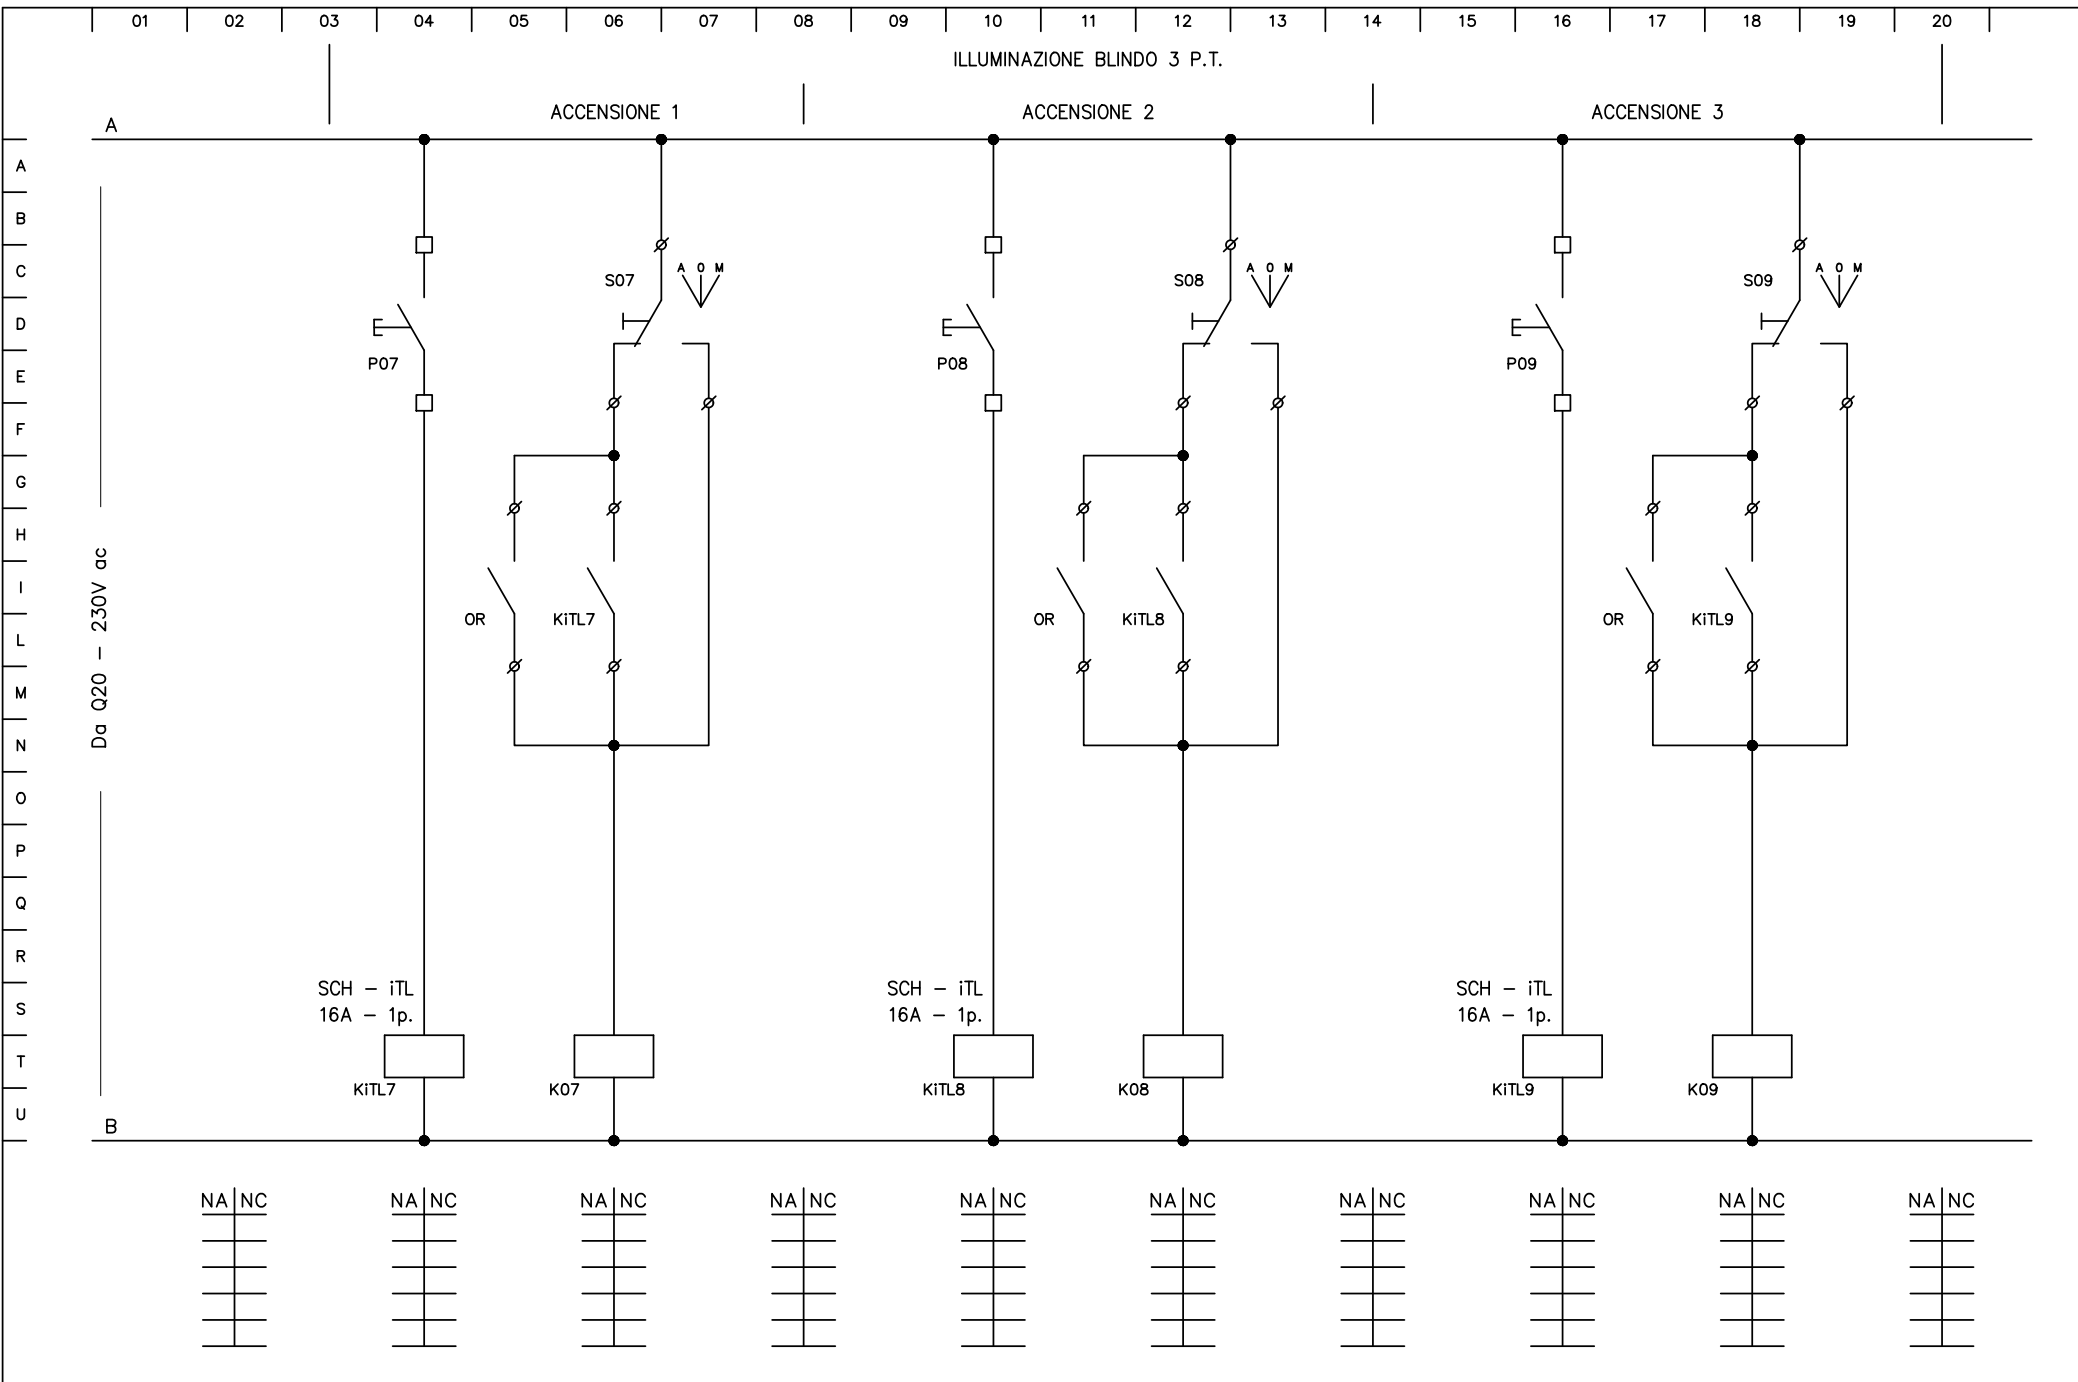 01 02 03 04 05 06 07 08 09 10 11 12 13 14 15 16 17 18 19 20
ILLUMINAZIONE BLINDO 3 P.T.
ACCENSIONE 1 ACCENSIONE 2 ACCENSIONE 3
A
A
B
C
D
E
F
G
H
I
L
M
N
O
P
Q
R
S
T
U
Da Q20 – 230V ac
S07 A O M S08 A O M S09 A O M
P07 P08 P09
OR KiTL7 OR KiTL8 OR KiTL9
SCH – iTL SCH – iTL SCH – iTL
16A – 1p. 16A – 1p. 16A – 1p.
KiTL7 K07 KiTL8 K08 KiTL9 K09
B
NA NC NA NC NA NC NA NC NA NC NA NC NA NC NA NC NA NC NA NC